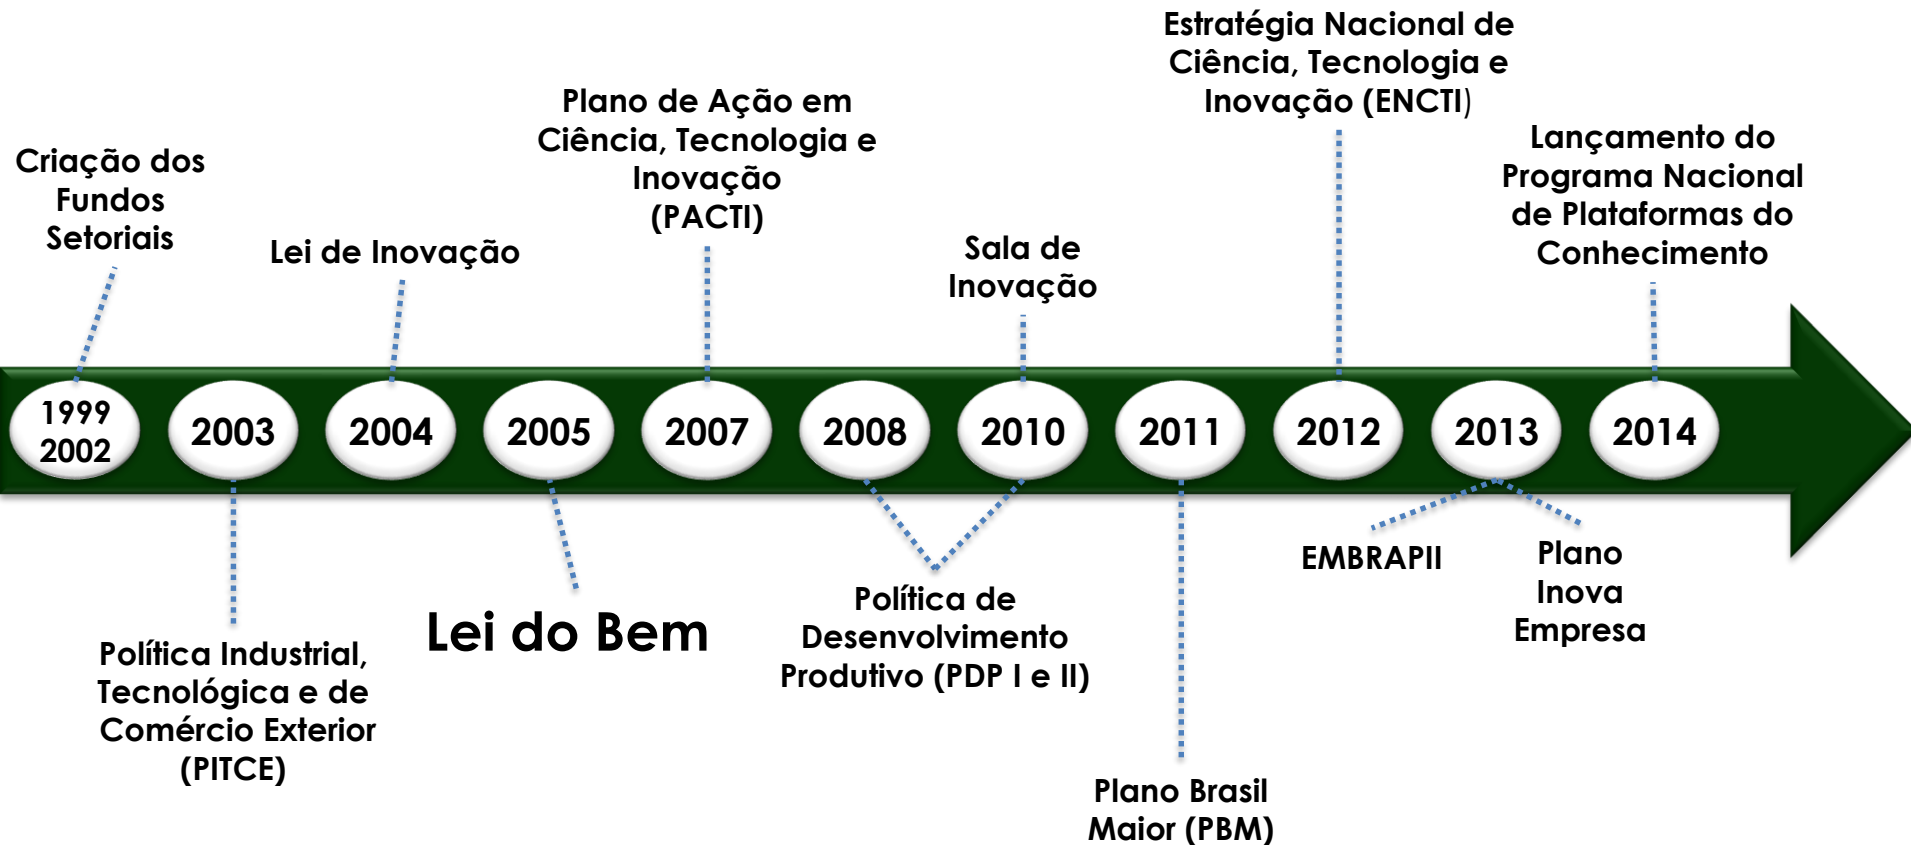 Estratégia Nacional de
Ciência, Tecnologia e
Inovação (ENCTI)
Plano de Ação em
Ciência, Tecnologia e
Inovação
(PACTI)
Lançamento do
Programa Nacional
de Plataformas do
Conhecimento
Criação dos
Fundos
Setoriais
Lei de Inovação
Sala de
Inovação
1999
2002
2003
2004
2005
2007
2008
2010
2011
2012
2013
2014
EMBRAPII
Plano
Inova
Empresa
Lei do Bem
Política de
Desenvolvimento
Produtivo (PDP I e II)
Política Industrial,
Tecnológica e de
Comércio Exterior
(PITCE)
Plano Brasil
Maior (PBM)